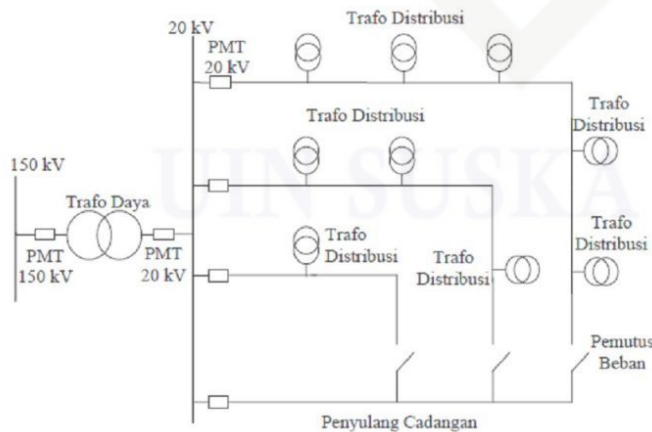 20 kV
PMT
20 kV
Trafo Distribusi
Trafo
Distribusi
Trafo Distribusi
UIN SUSKA
150 kV
Trafo Daya
PMT
150 kV
PMT
20 kV
Trafo
Distribusi
Trafo
Distribusi
Trafo
Distribusi
Pemutus
Beban
Penyulang Cadangan